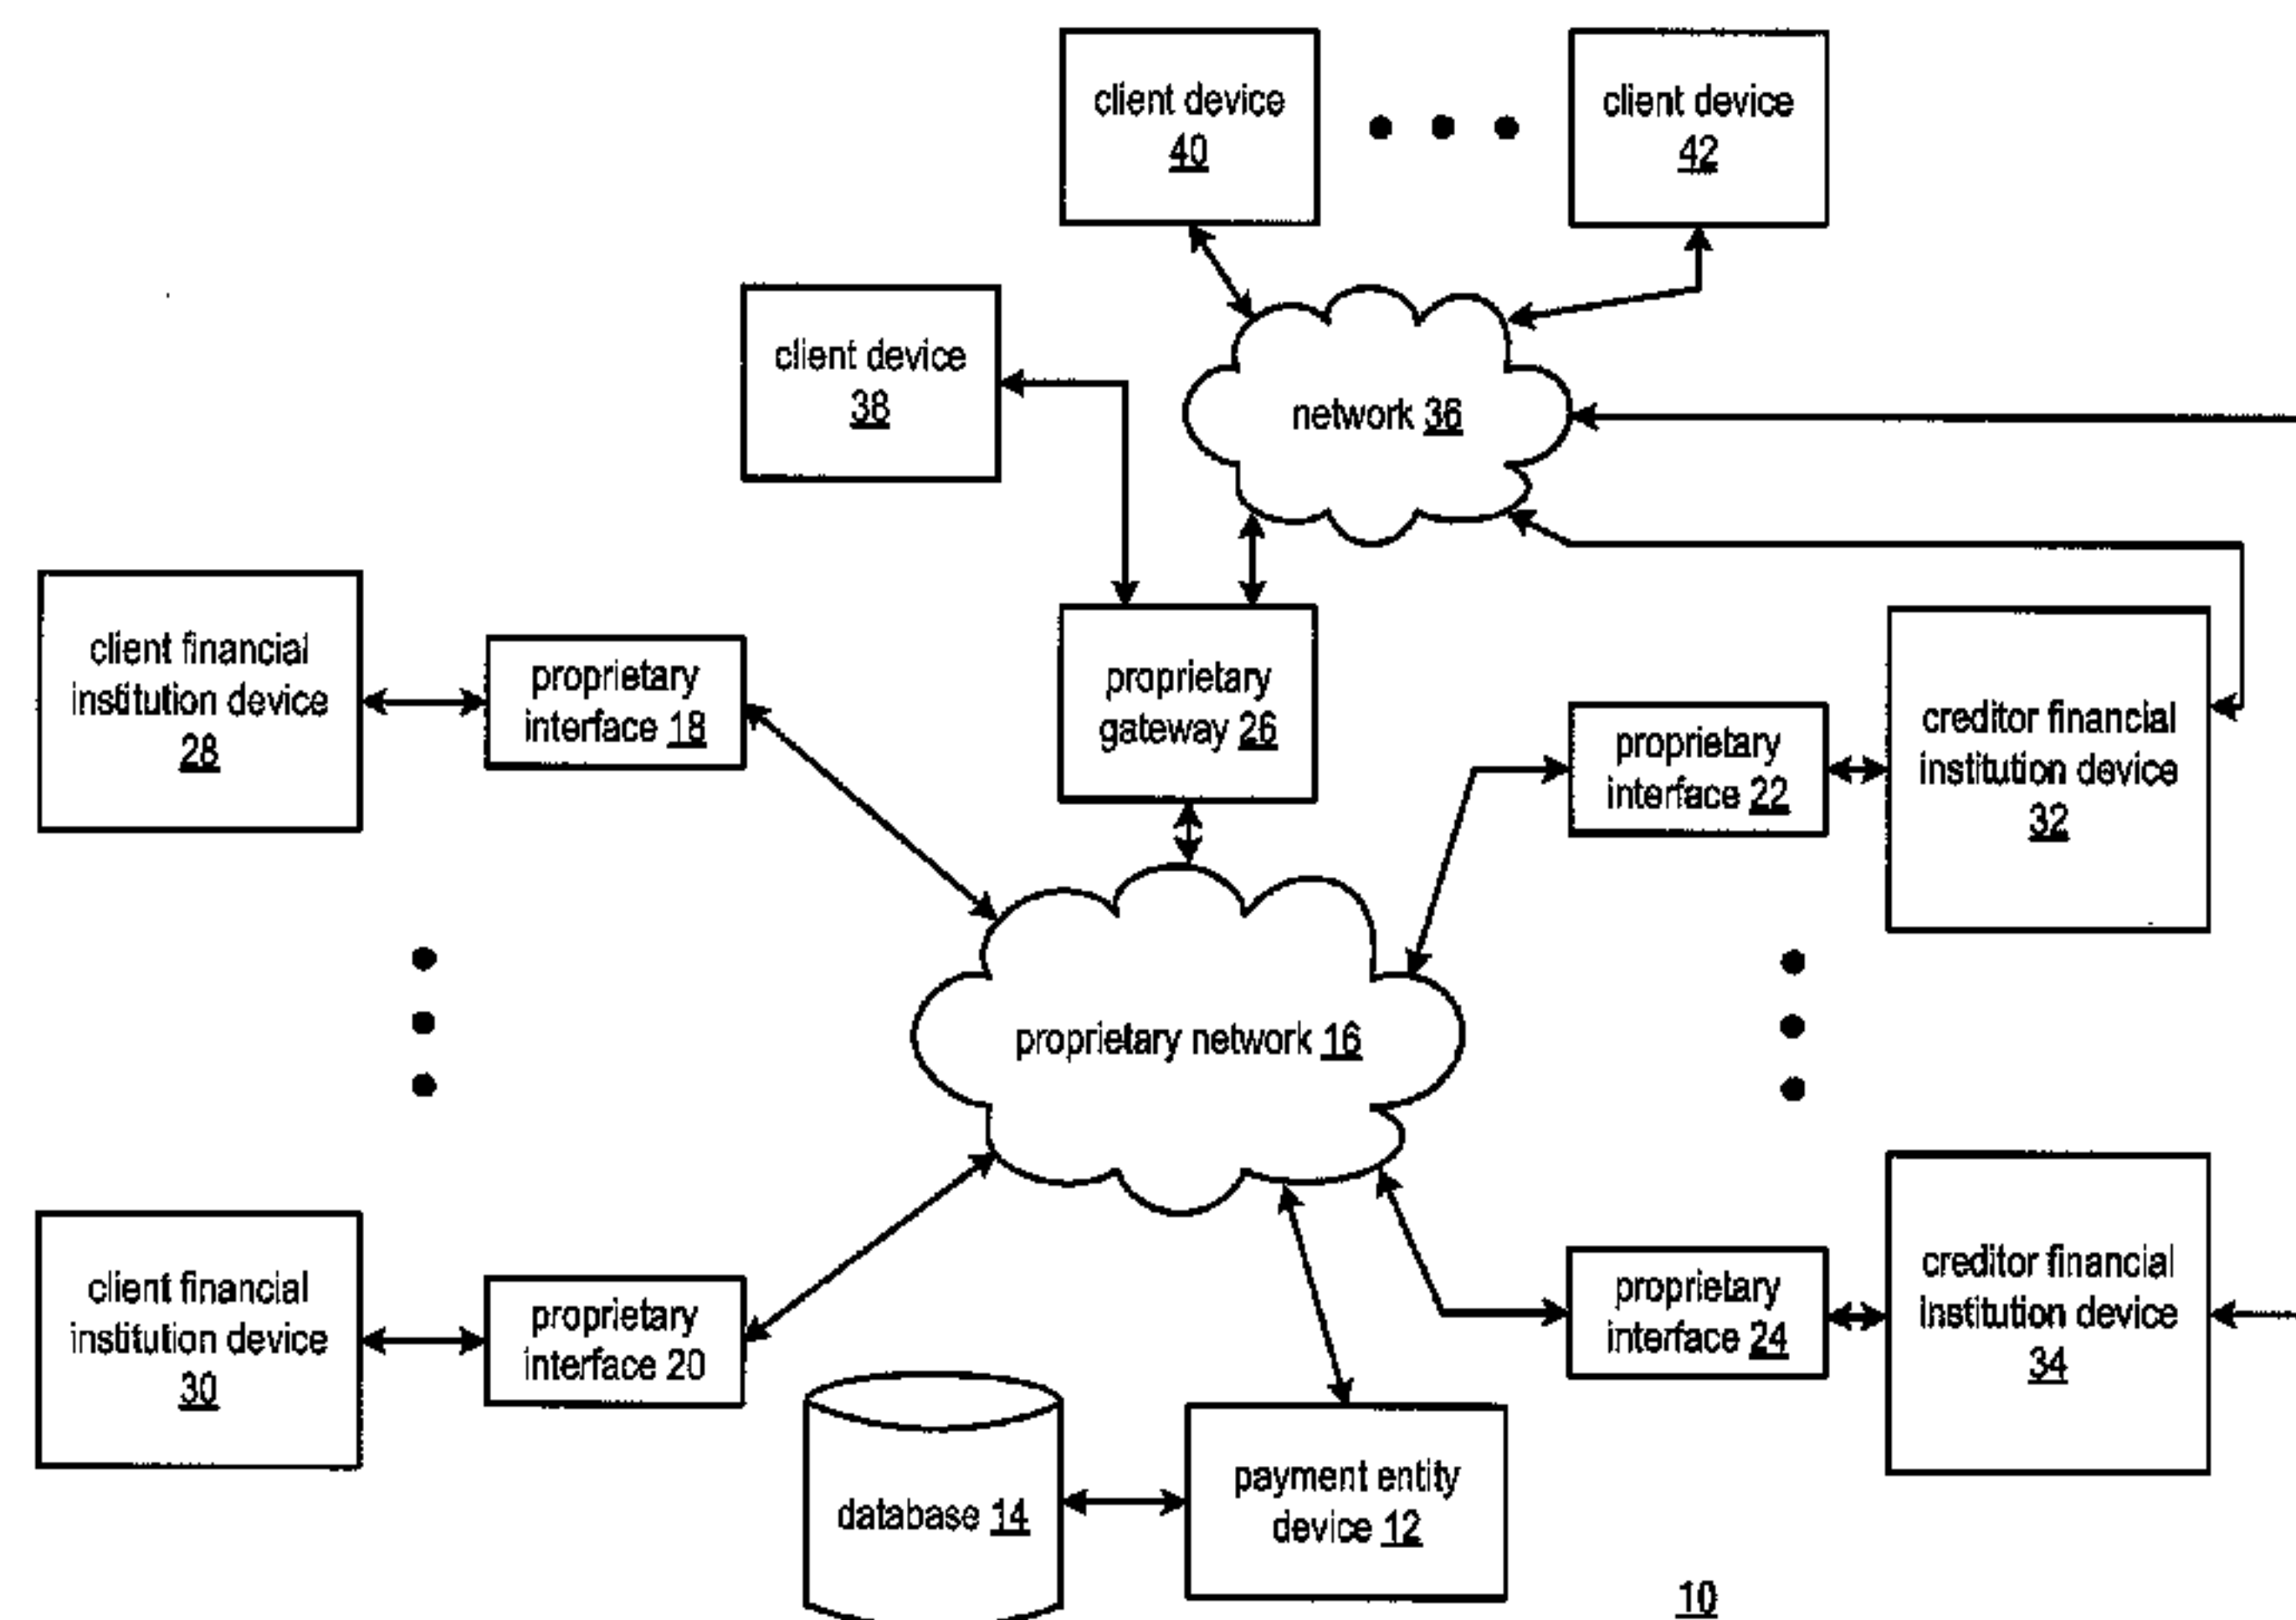 client device
40
client device
42
client device
38
network 36
client financial
institution device
28
proprietary
interface 18
proprietary
gateway 26
proprietary
interface 22
creditor financial
institution device
32
proprietary network 16
client financial
institution device
30
proprietary
interface 20
proprietary
interface 24
creditor financial
institution device
34
database 14
payment entity
device 12
10